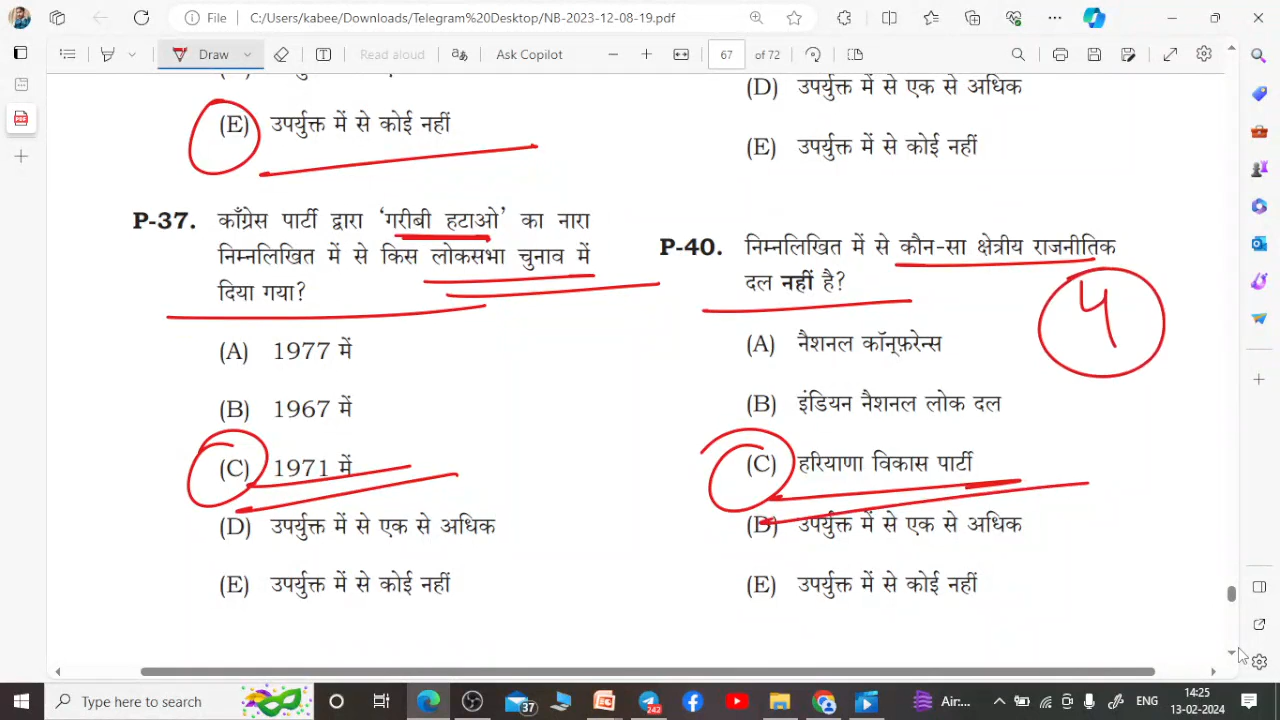 File
C:/Users/kabee/Downloads/Telegram%20Desktop/NB-2023-12-08-19.pdf
Draw
Read aloud
Ask Copilot
67 of 72
(E) उपर्युक्त में से कोई नहीं
P-37. काँग्रेस पार्टी द्वारा 'गरीबी हटाओ' का नारा
निम्नलिखित में से किस लोकसभा चुनाव में
दिया गया?
(A) 1977 में
(B) 1967 में
(C) 1971 में
(D) उपर्युक्त में से एक से अधिक
(E) उपर्युक्त में से कोई नहीं
(D) उपर्युक्त में से एक से अधिक
(E) उपर्युक्त में से कोई नहीं
P-40. निम्नलिखित में से कौन-सा क्षेत्रीय राजनीतिक
दल नहीं है?
4
(A) नैशनल कॉन्फ़रेन्स
(B) इंडियन नैशनल लोक दल
(C) हरियाणा विकास पार्टी
(D) उपर्युक्त में से एक से अधिक
(E) उपर्युक्त में से कोई नहीं
Type here to search
37
242
Air...
ENG
14:25
13-02-2024